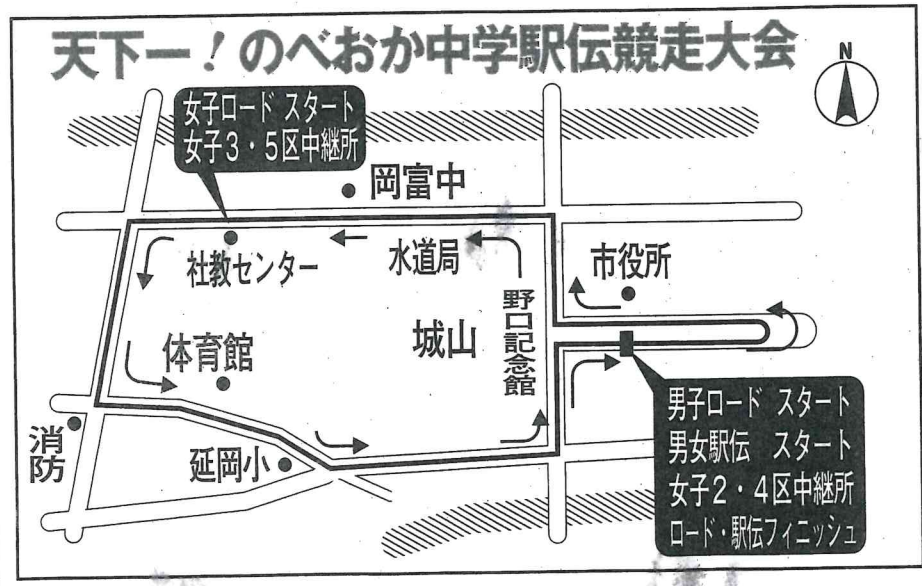 天下一！のべおか中学駅伝競走大会
N
女子ロード スタート
女子3・5区中継所
岡富中
社教センター
水道局
市役所
野口記念館
城山
体育館
消防
延岡小
男子ロード スタート
男女駅伝 スタート
女子2・4区中継所
ロード・駅伝フィニッシュ